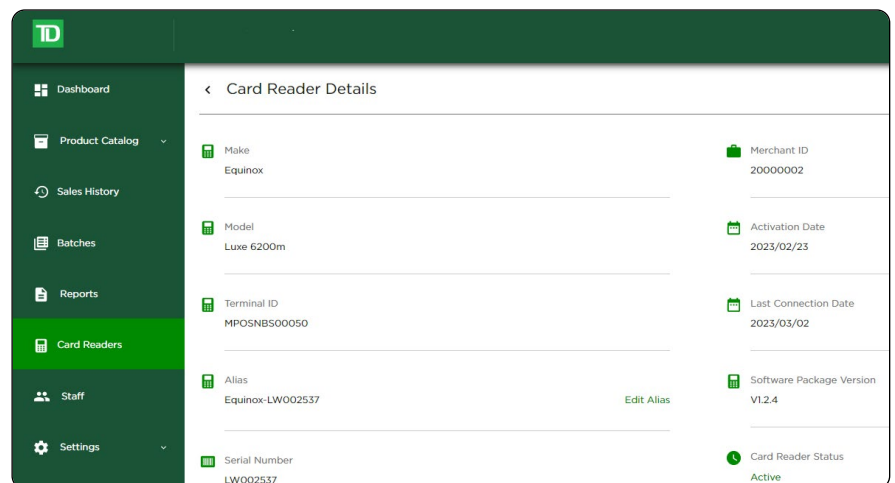 TD
Card Reader Details
Dashboard
Product Catalog
Sales History
Batches
Reports
Card Readers
Staff
Settings
Make
Equinox
Model
Luxe 6200m
Terminal ID
MPOSNBS00050
Alias
Equinox-LW002537
Edit Alias
Serial Number
LW002537
Merchant ID
20000002
Activation Date
2023/02/23
Last Connection Date
2023/03/02
Software Package Version
V1.2.4
Card Reader Status
Active